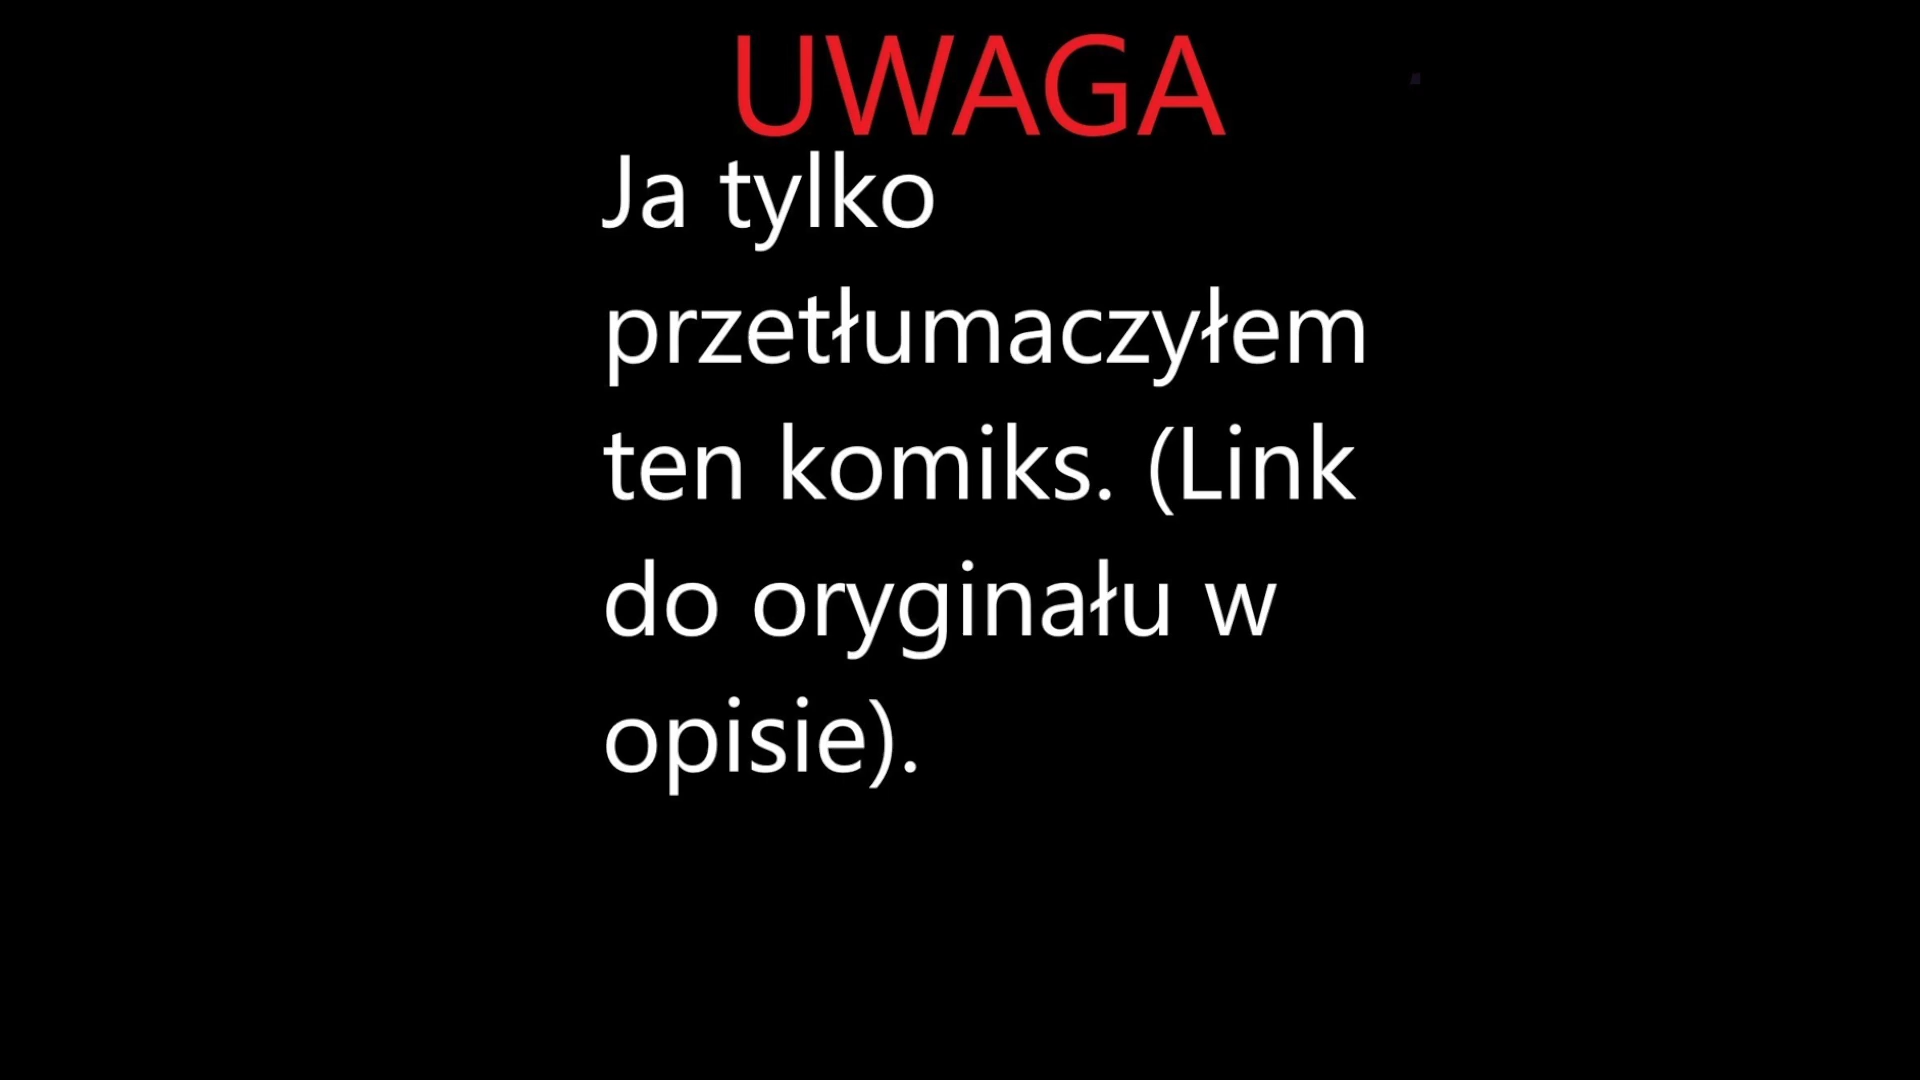 UWAGA
Ja tylko
przetłumaczyłem
ten komiks. (Link
do oryginału w
opisie).